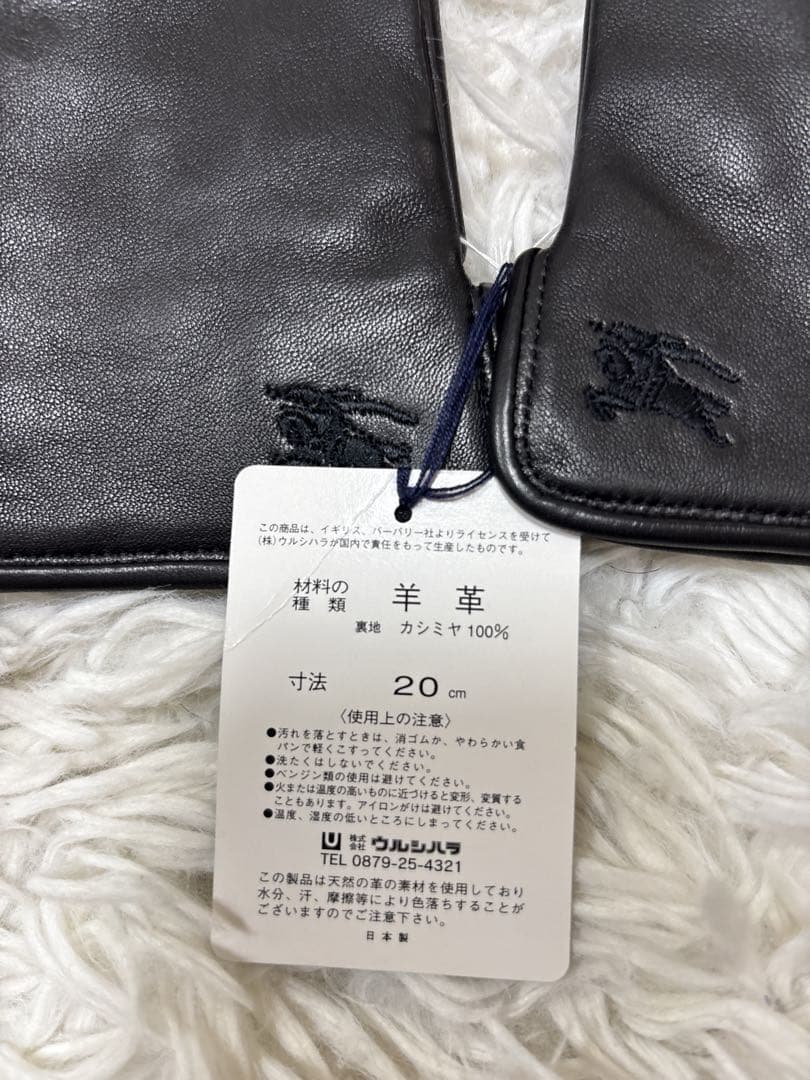 この商品は、イギリス、バーバリー社よりライセンスを受けて
(株)ウルシハラが国内で責任をもって生産したものです。
材料の種類 羊革
裏地 カシミヤ100%
寸法 20cm
〈使用上の注意〉
●汚れを落とすときは、消ゴムか、やわらかい食
パンで軽くこすってください。
●洗たくはしないでください。
●ベンジン類の使用は避けてください。
●火または温度の高いものに近づけると変形、変質する
こともあります。アイロンがけは避けてください。
●温度、湿度の低いところにしまってください。
U 株式会社 ウルシハラ
TEL 0879-25-4321
この製品は天然の革の素材を使用しており
水分、汗、摩擦等により色落ちすることが
ございますのでご注意下さい。
日本製